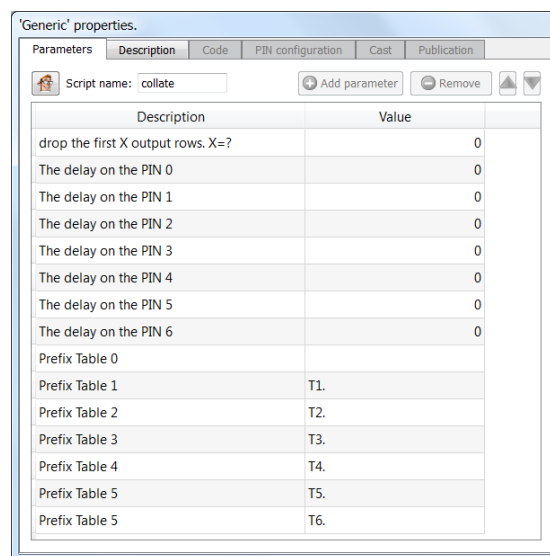 'Generic' properties.
Parameters Description Code PIN configuration Cast Publication
Script name: collate Add parameter Remove
Description Value
drop the first X output rows. X=? 0
The delay on the PIN 0 0
The delay on the PIN 1 0
The delay on the PIN 2 0
The delay on the PIN 3 0
The delay on the PIN 4 0
The delay on the PIN 5 0
The delay on the PIN 6 0
Prefix Table 0
Prefix Table 1 T1.
Prefix Table 2 T2.
Prefix Table 3 T3.
Prefix Table 4 T4.
Prefix Table 5 T5.
Prefix Table 5 T6.